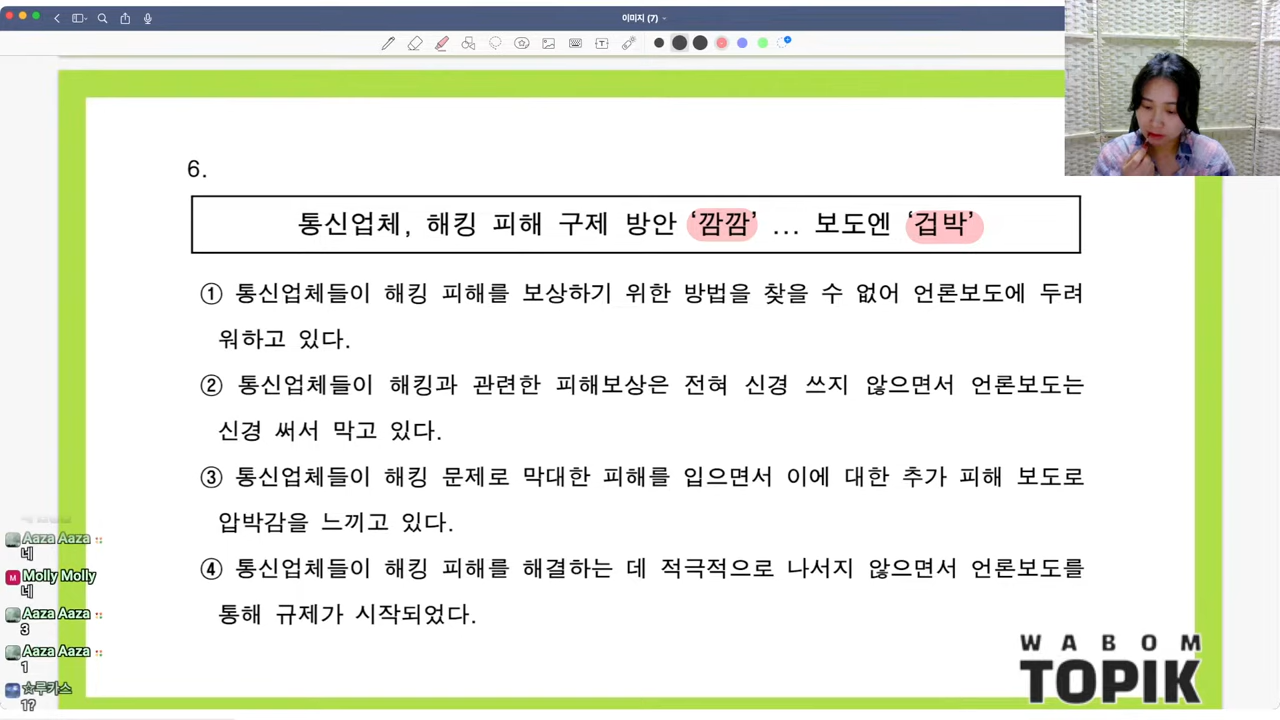 이미지 (7)
6.
통신업체, 해킹 피해 구제 방안 ‘깜깜’ … 보도엔 ‘겁박’
① 통신업체들이 해킹 피해를 보상하기 위한 방법을 찾을 수 없어 언론보도에 두려
워하고 있다.
② 통신업체들이 해킹과 관련한 피해보상은 전혀 신경 쓰지 않으면서 언론보도는
신경 써서 막고 있다.
③ 통신업체들이 해킹 문제로 막대한 피해를 입으면서 이에 대한 추가 피해 보도로
압박감을 느끼고 있다.
④ 통신업체들이 해킹 피해를 해결하는 데 적극적으로 나서지 않으면서 언론보도를
통해 규제가 시작되었다.
Aaza Aaza
네
M Molly Molly
네
Aaza Aaza
3
Aaza Aaza
1
☆루카소
1?
WABOM
TOPIK